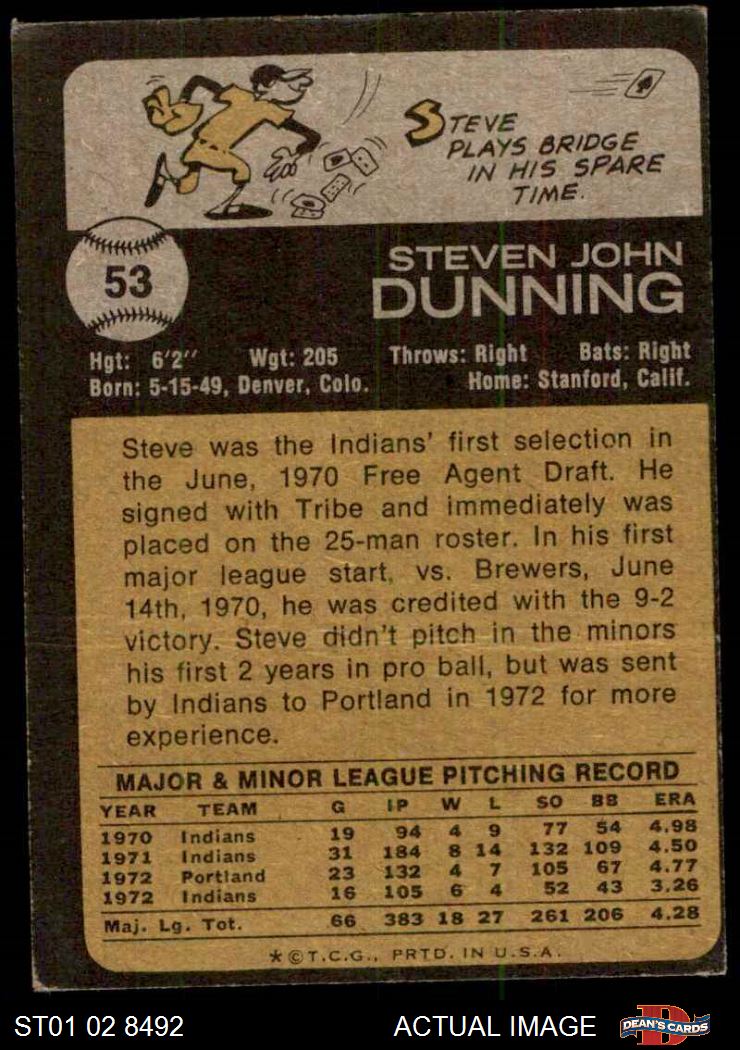 STEVE
PLAYS BRIDGE
IN HIS SPARE
TIME.
53
STEVEN JOHN
DUNNING
Hgt: 6'2" Wgt: 205 Throws: Right Bats: Right
Born: 5-15-49, Denver, Colo. Home: Stanford, Calif.
Steve was the Indians' first selection in
the June, 1970 Free Agent Draft. He
signed with Tribe and immediately was
placed on the 25-man roster. In his first
major league start, vs. Brewers, June
14th, 1970, he was credited with the 9-2
victory. Steve didn't pitch in the minors
his first 2 years in pro ball, but was sent
by Indians to Portland in 1972 for more
experience.
MAJOR & MINOR LEAGUE PITCHING RECORD
YEAR TEAM G IP W L SO BB ERA
1970 Indians 19 94 4 9 77 54 4.98
1971 Indians 31 184 8 14 132 109 4.50
1972 Portland 23 132 4 7 105 67 4.77
1972 Indians 16 105 6 4 52 43 3.26
Maj. Lg. Tot. 66 383 18 27 261 206 4.28
*©T.C.G., PRTD. IN U.S.A.
ST01 02 8492 ACTUAL IMAGE D DEAN'S CARDS